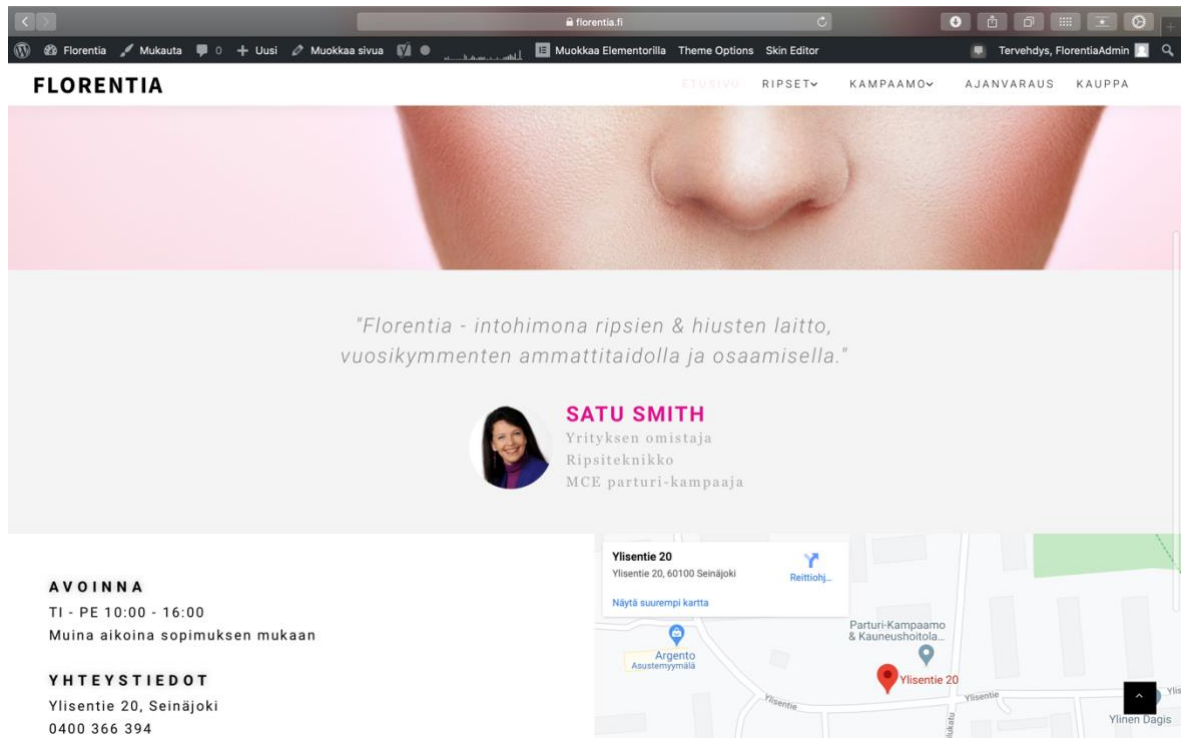 florentia.fi
Florentia Mukauta 0 Uusi Muokkaa sivua Muokkaa Elementorilla Theme Options Skin Editor Tervehdys, FlorentiaAdmin
FLORENTIA
ETUSIVU RIPSET KAMPAAMO AJANVARAUS KAUPPA
"Florentia - intohimona ripsien & hiusten laitto,
vuosikymmenten ammattitaidolla ja osaamisella."
SATU SMITH
Yrityksen omistaja
Ripsiteknikko
MCE parturi-kampaaja
AVOINNA
TI - PE 10:00 - 16:00
Muina aikoina sopimuksen mukaan
YHTEYSTIEDOT
Ylisentie 20, Seinäjoki
0400 366 394
Ylisentie 20
Ylisentie 20, 60100 Seinäjoki
Reittiohj...
Näytä suurempi kartta
Parturi-Kampaamo
& Kauneushoitola...
Argento
Asustemyymälä
Ylisentie 20
Ylisentie
Ylisentie
Ylis
Ylinen Dagis